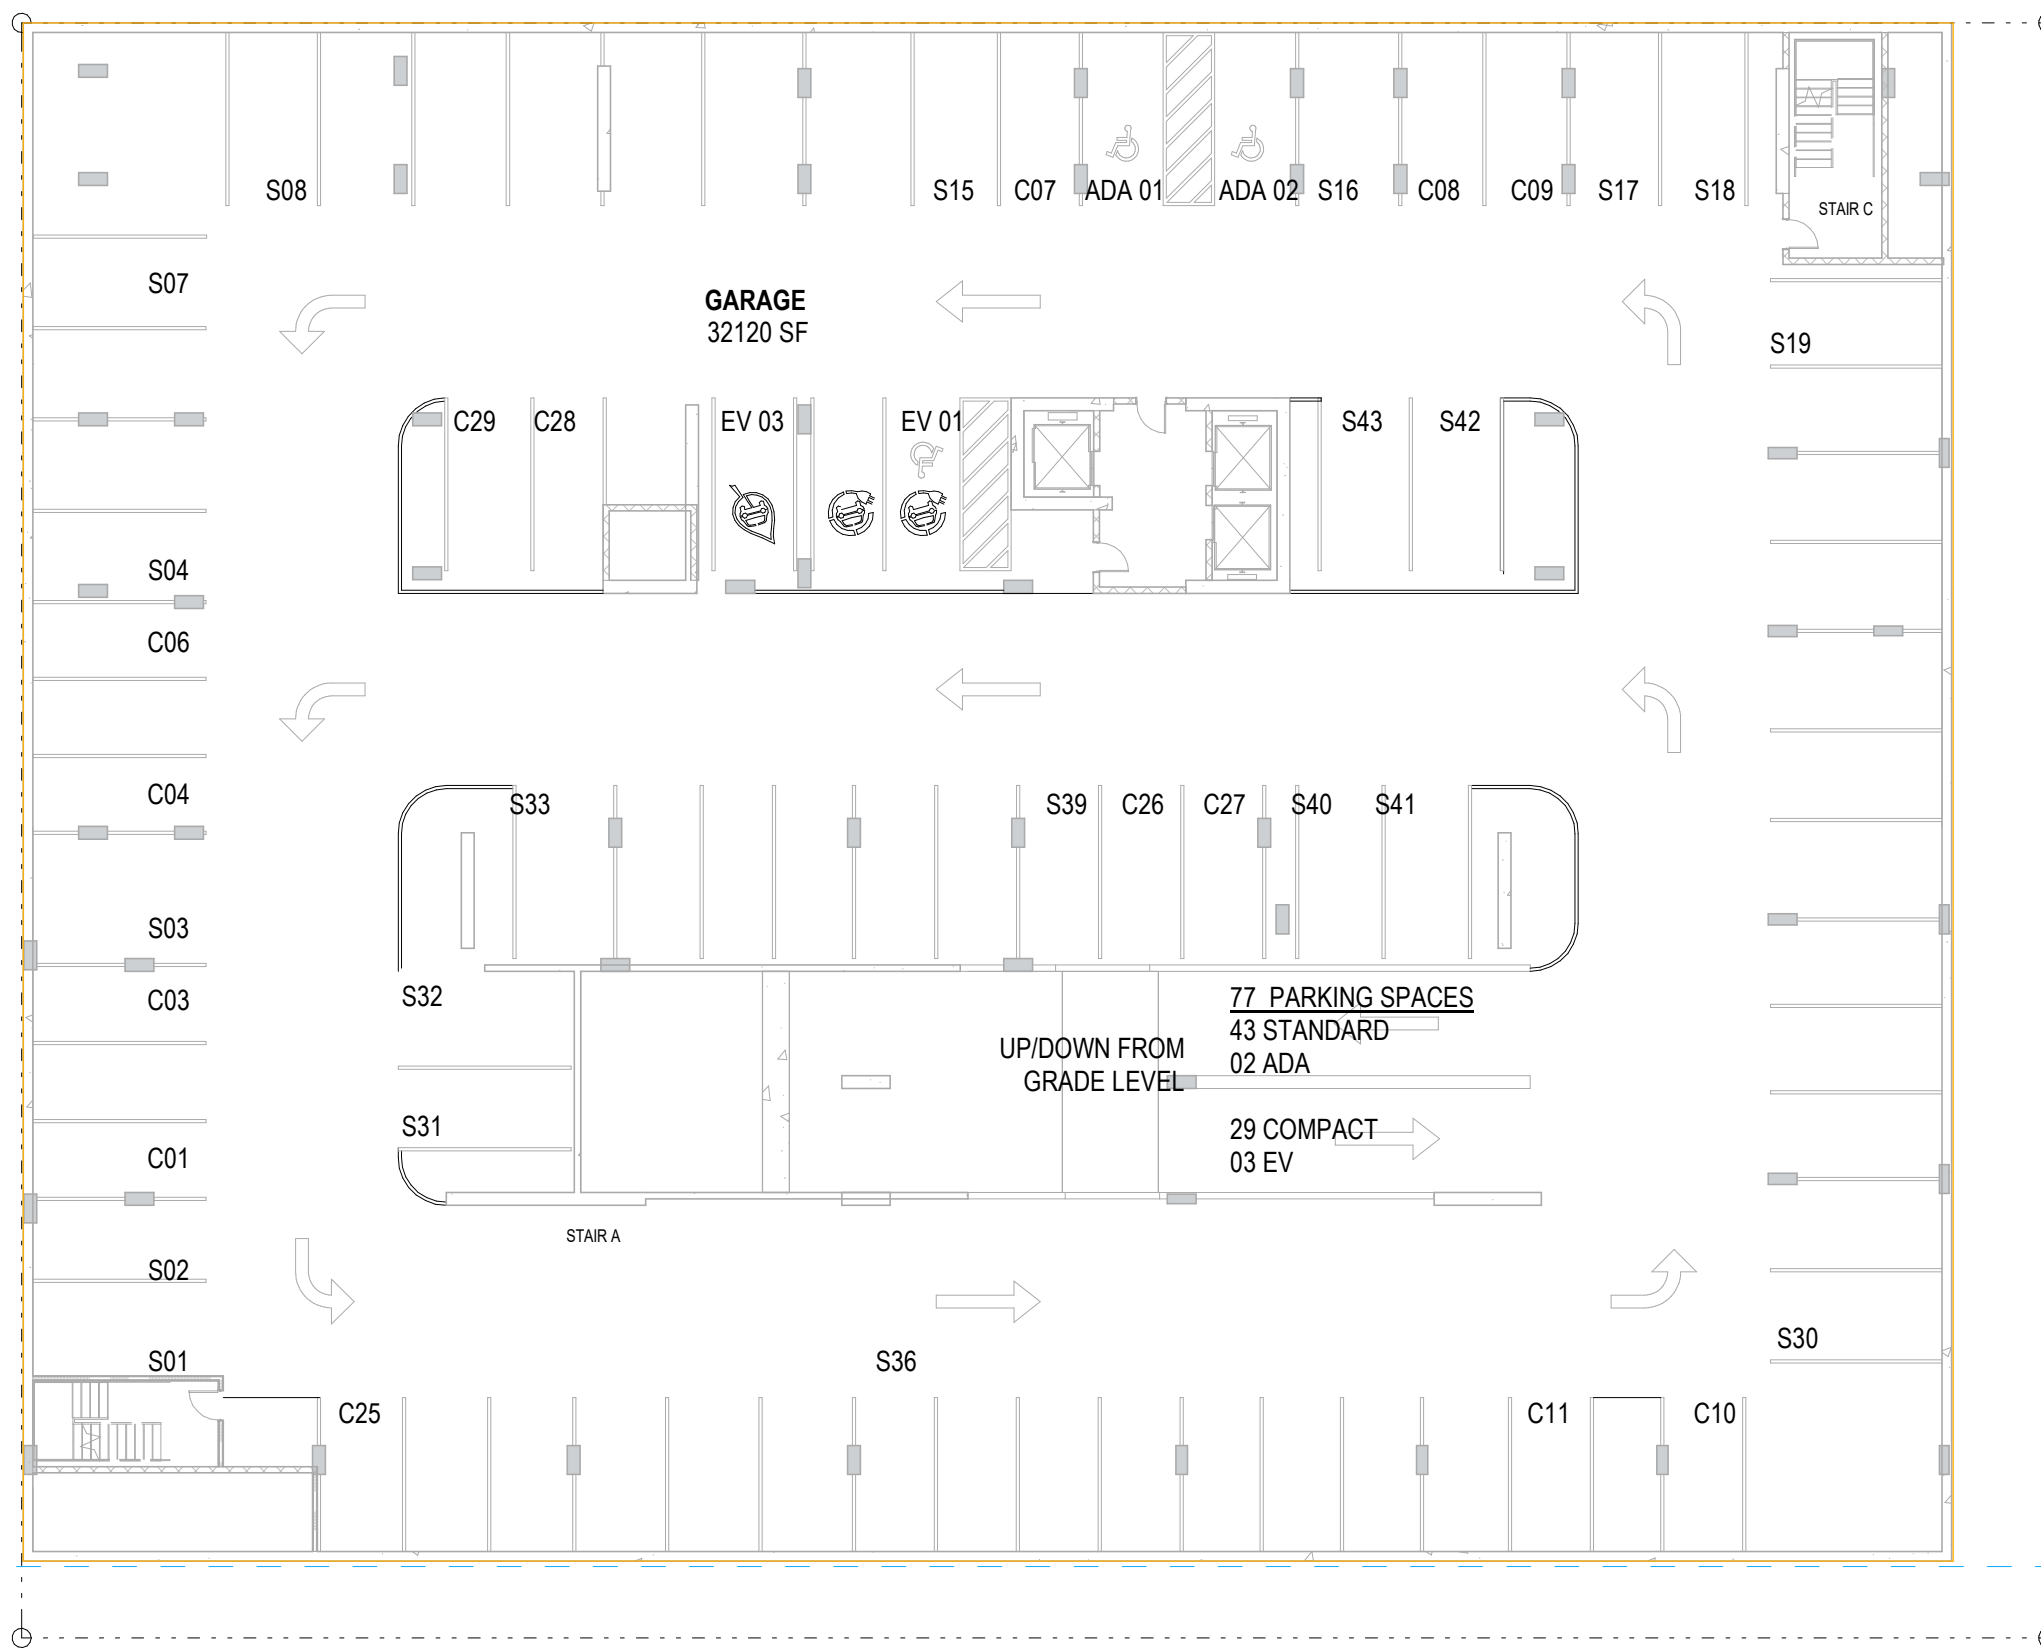 S08
S15
C07
ADA 01
ADA 02
S16
C08
C09
S17
S18
STAIR C
S07
GARAGE
32120 SF
S19
C29
C28
EV 03
EV 01
S43
S42
S04
C06
C04
S33
S39
C26
C27
S40
S41
S03
C03
S32
77 PARKING SPACES
43 STANDARD
02 ADA
UP/DOWN FROM
GRADE LEVEL
29 COMPACT
03 EV
S31
C01
STAIR A
S02
S01
S36
S30
C25
C11
C10